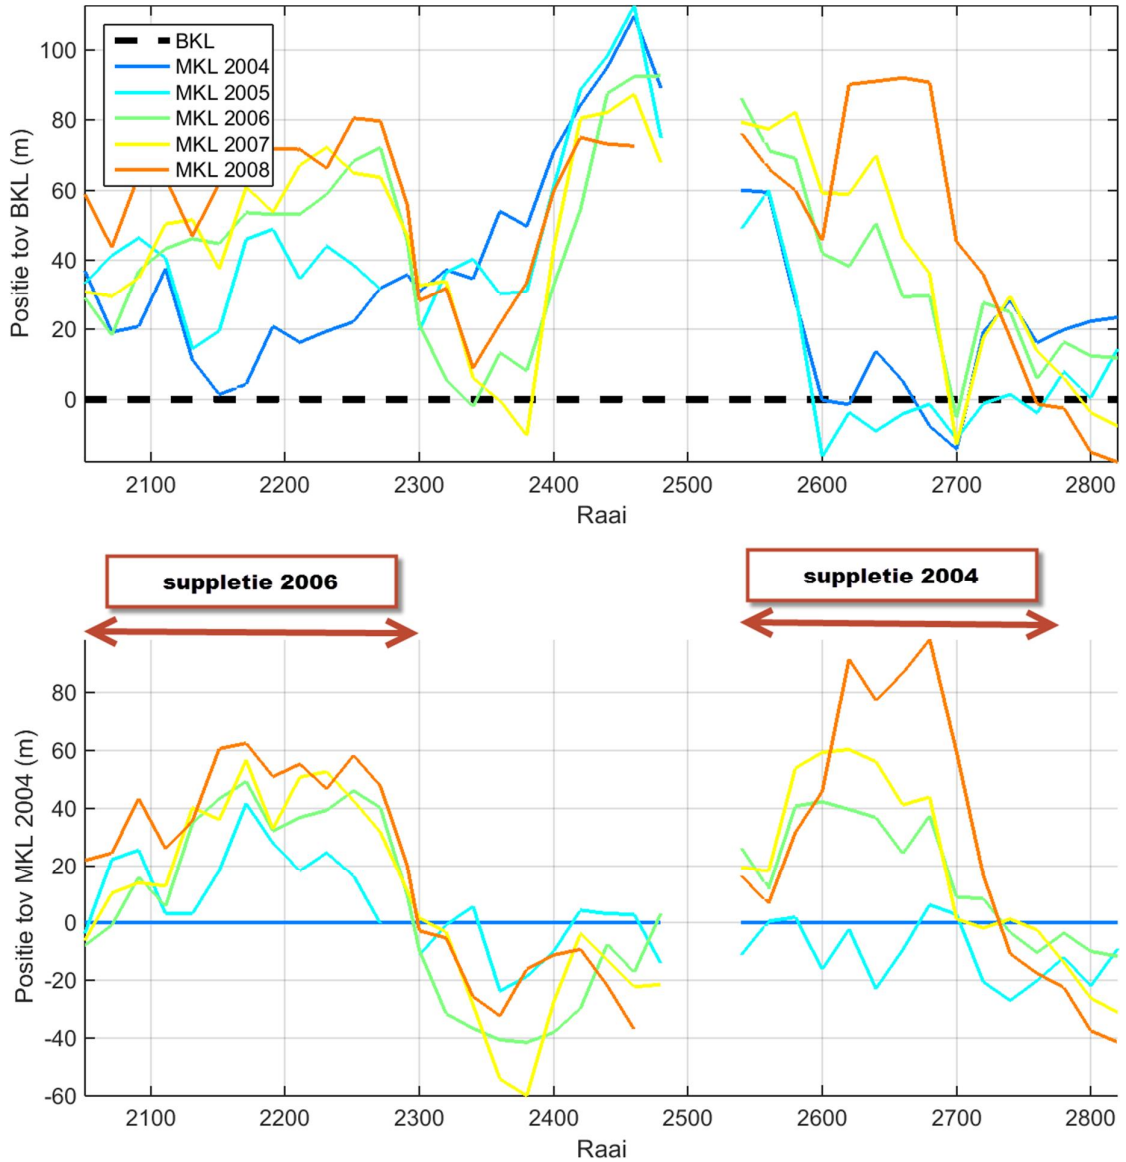 100
80
60
40
20
0
Positie tov BKL (m)
BKL
MKL 2004
MKL 2005
MKL 2006
MKL 2007
MKL 2008
2100 2200 2300 2400 2500 2600 2700 2800
Raai
suppletie 2006
suppletie 2004
80
60
40
20
0
-20
-40
-60
Positie tov MKL 2004 (m)
2100 2200 2300 2400 2500 2600 2700 2800
Raai